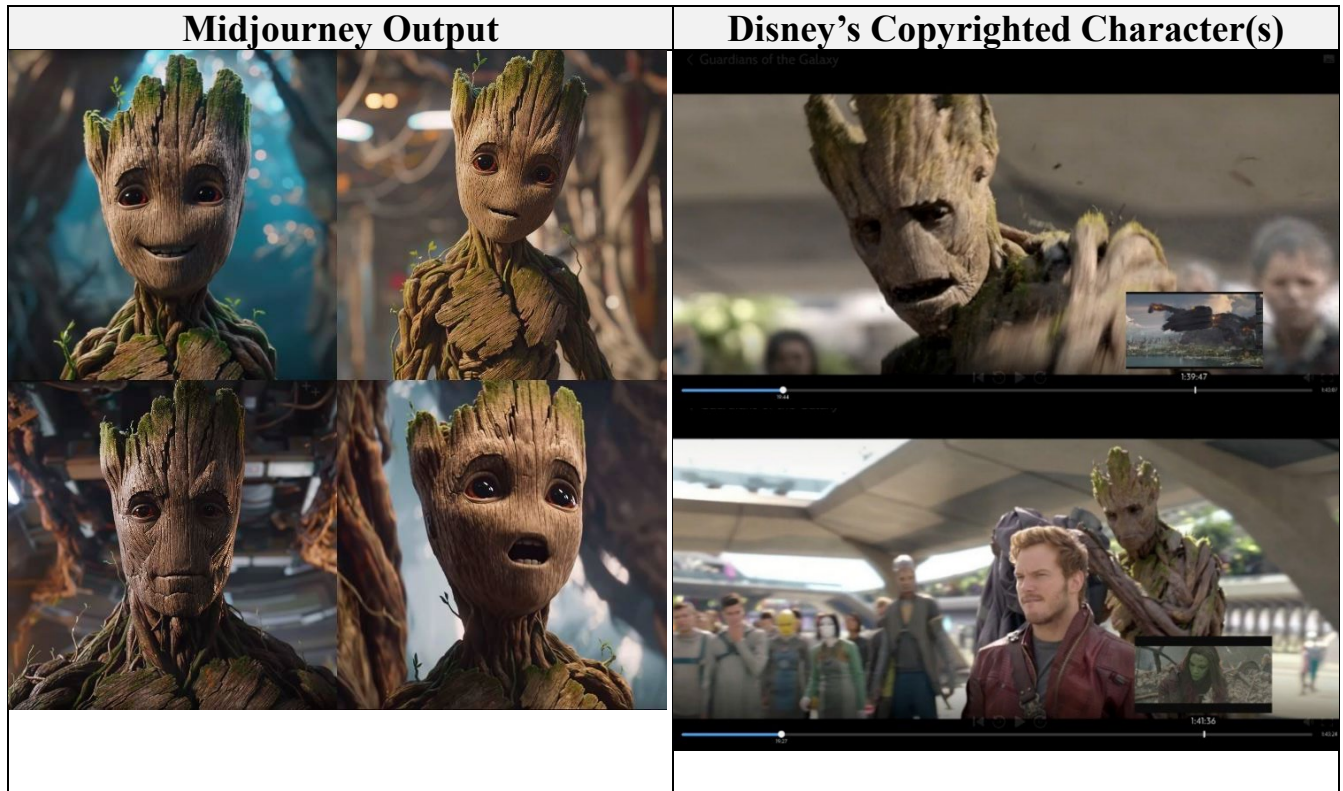 Midjourney Output
Disney’s Copyrighted Character(s)
Guardians of the Galaxy
1:39:47
1:41:36